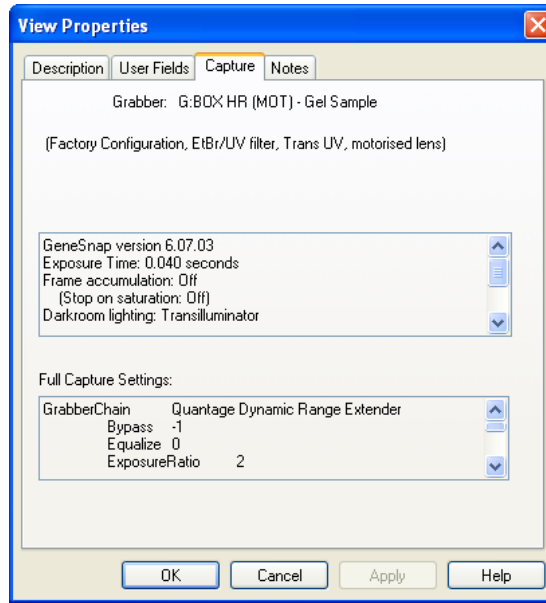 View Properties
Description User Fields Capture Notes
Grabber: G:BOX HR (MOT) - Gel Sample
(Factory Configuration, EtBr/UV filter, Trans UV, motorised lens)
GeneSnap version 6.07.03
Exposure Time: 0.040 seconds
Frame accumulation: Off
(Stop on saturation: Off)
Darkroom lighting: Transilluminator
Full Capture Settings:
GrabberChain Quantage Dynamic Range Extender
Bypass -1
Equalize 0
ExposureRatio 2
OK Cancel Apply Help